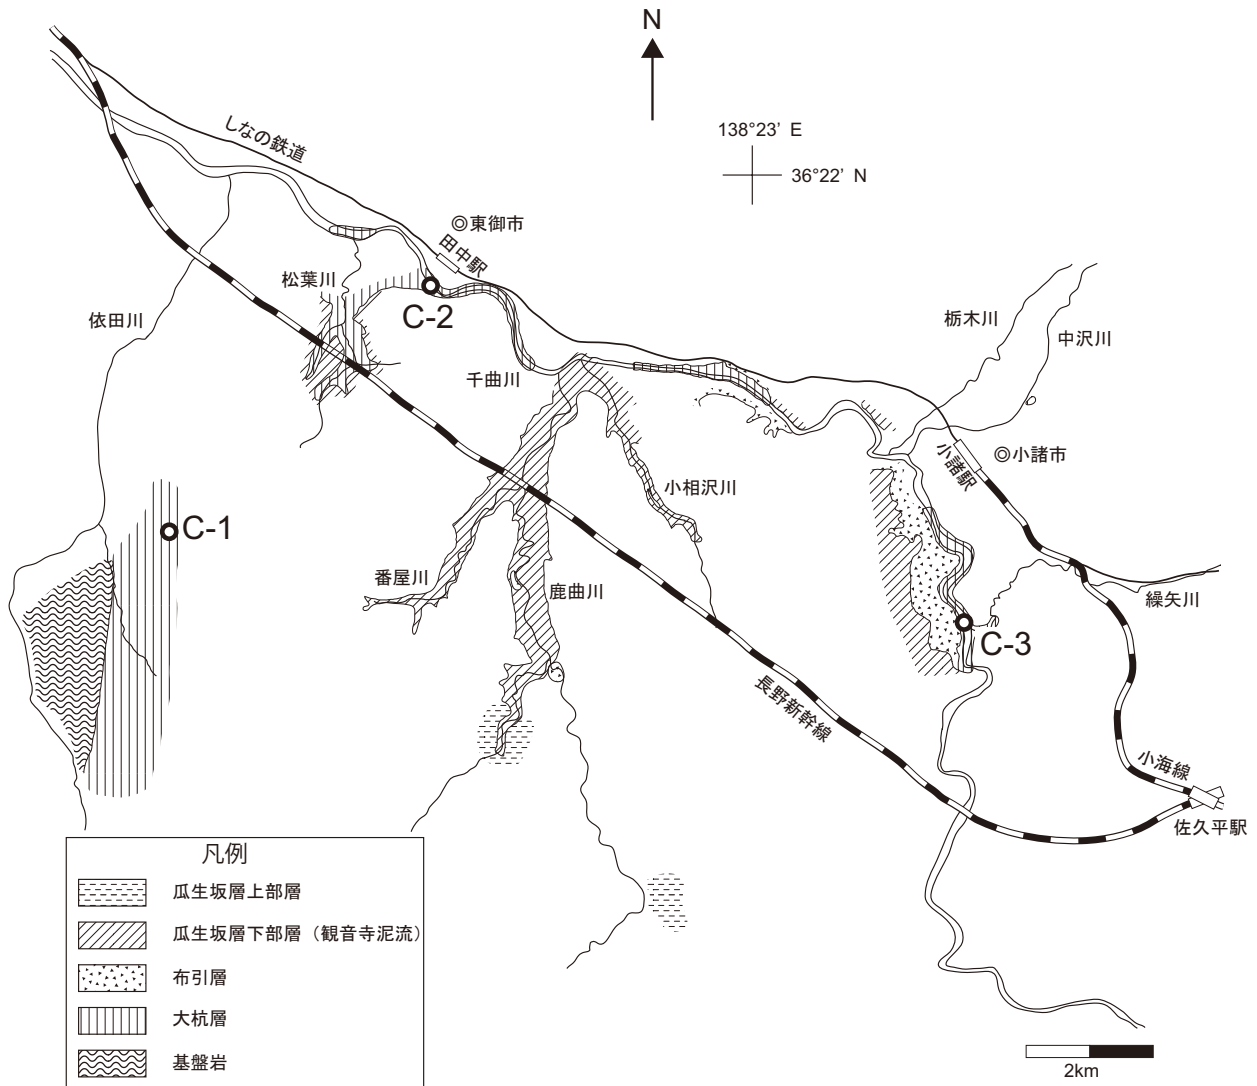 N
138°23' E
36°22' N
しなの鉄道
◎東御市
田中駅
松葉川
C-2
依田川
栃木川
中沢川
千曲川
小諸駅
◎小諸市
小相沢川
C-1
番屋川
鹿曲川
繰矢川
C-3
長野新幹線
小海線
佐久平駅
凡例
瓜生坂層上部層
瓜生坂層下部層（観音寺泥流）
布引層
大杭層
基盤岩
2km